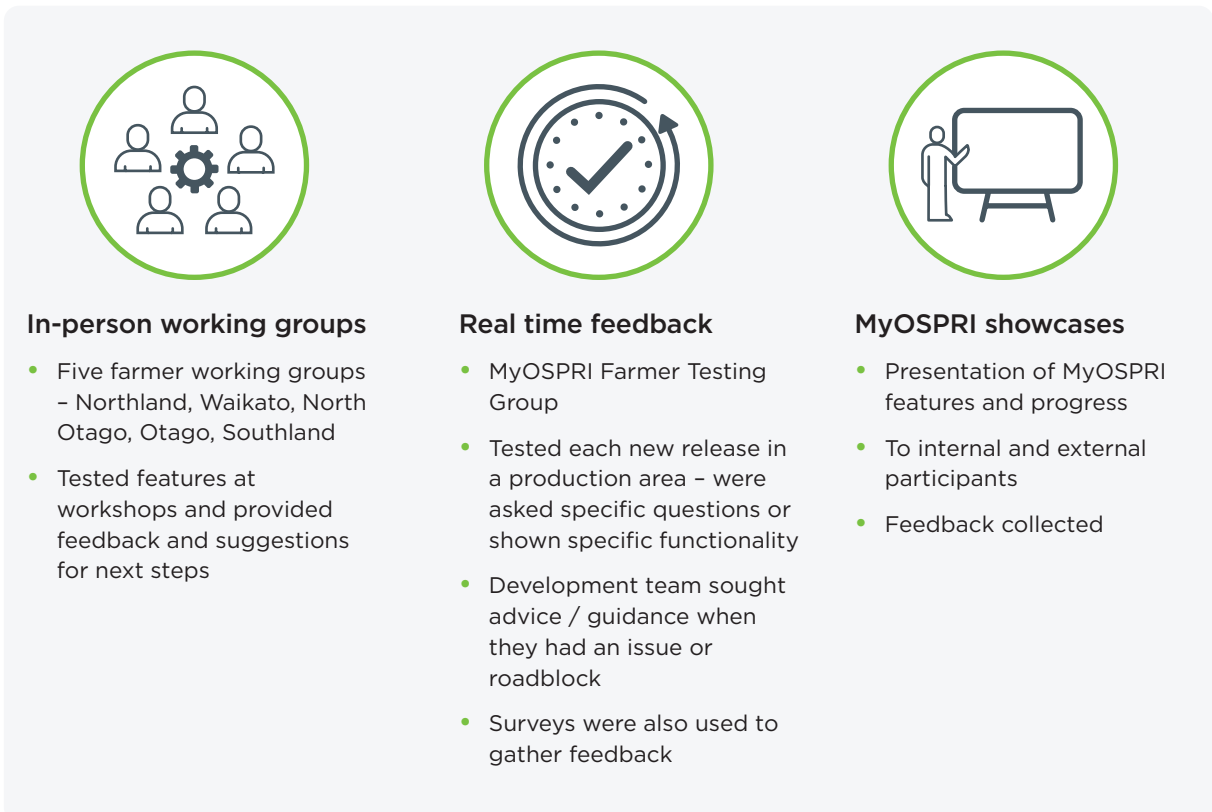 In-person working groups
• Five farmer working groups
– Northland, Waikato, North
Otago, Otago, Southland
• Tested features at
workshops and provided
feedback and suggestions
for next steps
Real time feedback
• MyOSPRI Farmer Testing
Group
• Tested each new release in
a production area – were
asked specific questions or
shown specific functionality
• Development team sought
advice / guidance when
they had an issue or
roadblock
• Surveys were also used to
gather feedback
MyOSPRI showcases
• Presentation of MyOSPRI
features and progress
• To internal and external
participants
• Feedback collected